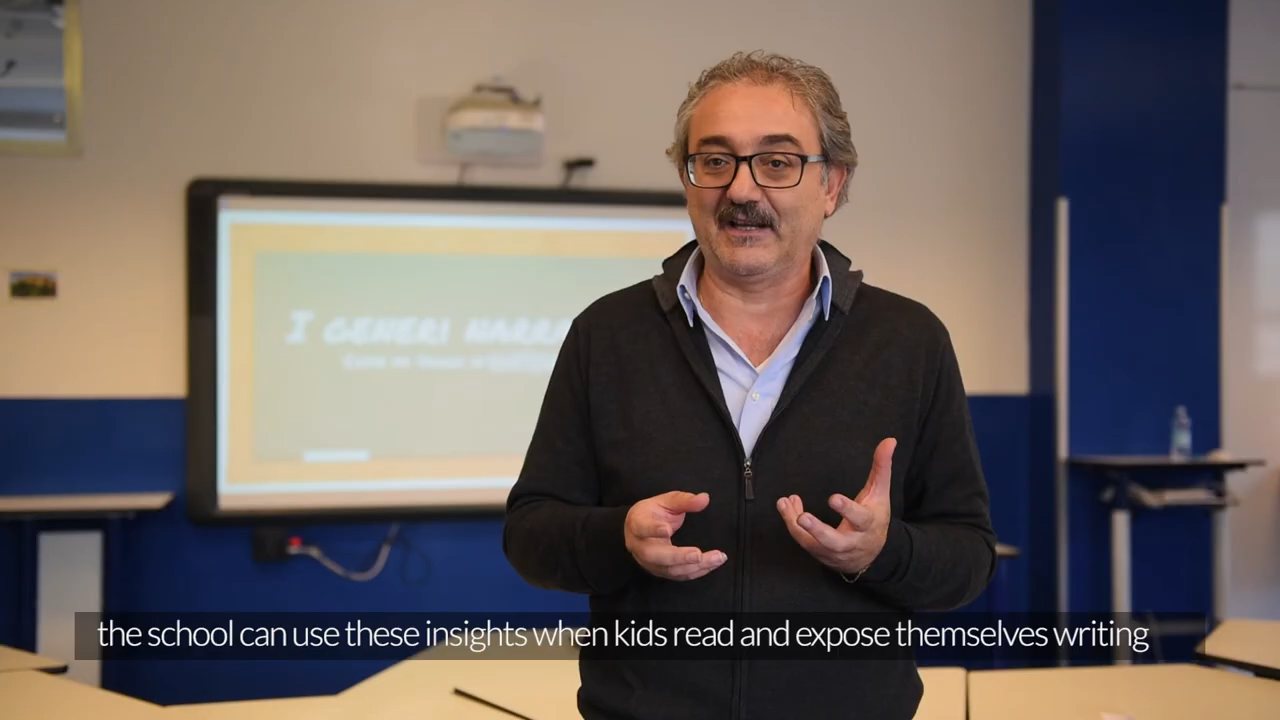 I GENERI NARRA
the school can use these insights when kids read and expose themselves writing